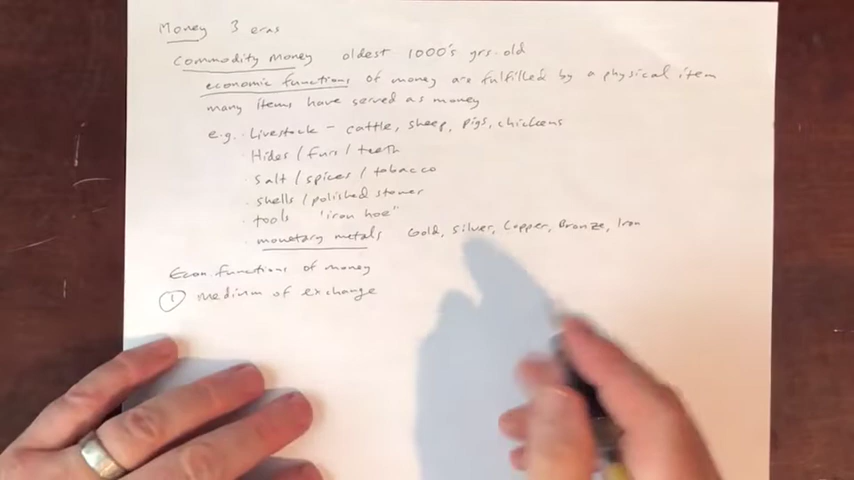 Money 3 eras
Commodity Money oldest 1000's yrs. old
economic functions of money are fulfilled by a physical item
many items have served as money
e.g. · Livestock - cattle, sheep, pigs, chickens
· Hides / furs / teeth
· salt / spices / tobacco
· shells / polished stones
· tools "iron hoe"
· monetary metals Gold, Silver, Copper, Bronze, Iron
Econ. functions of money
① Medium of exchange